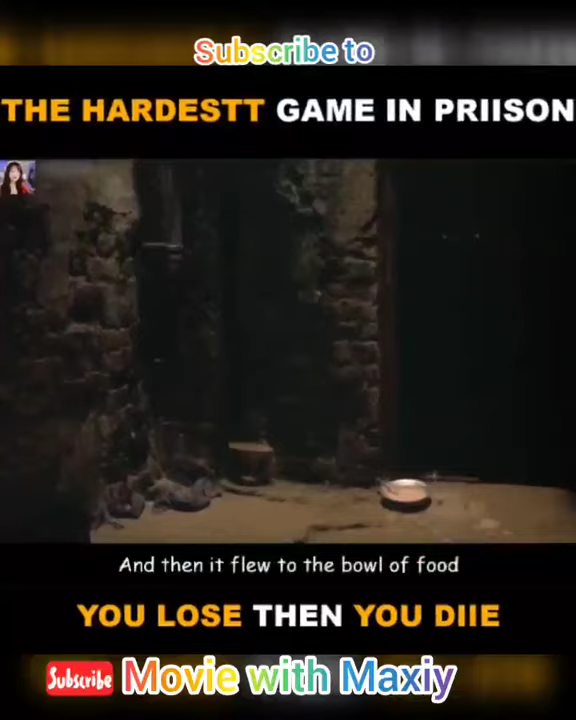 Subscribe to
THE HARDESTT GAME IN PRIISON
And then it flew to the bowl of food
YOU LOSE THEN YOU DIIE
Subscribe Movie with Maxiy